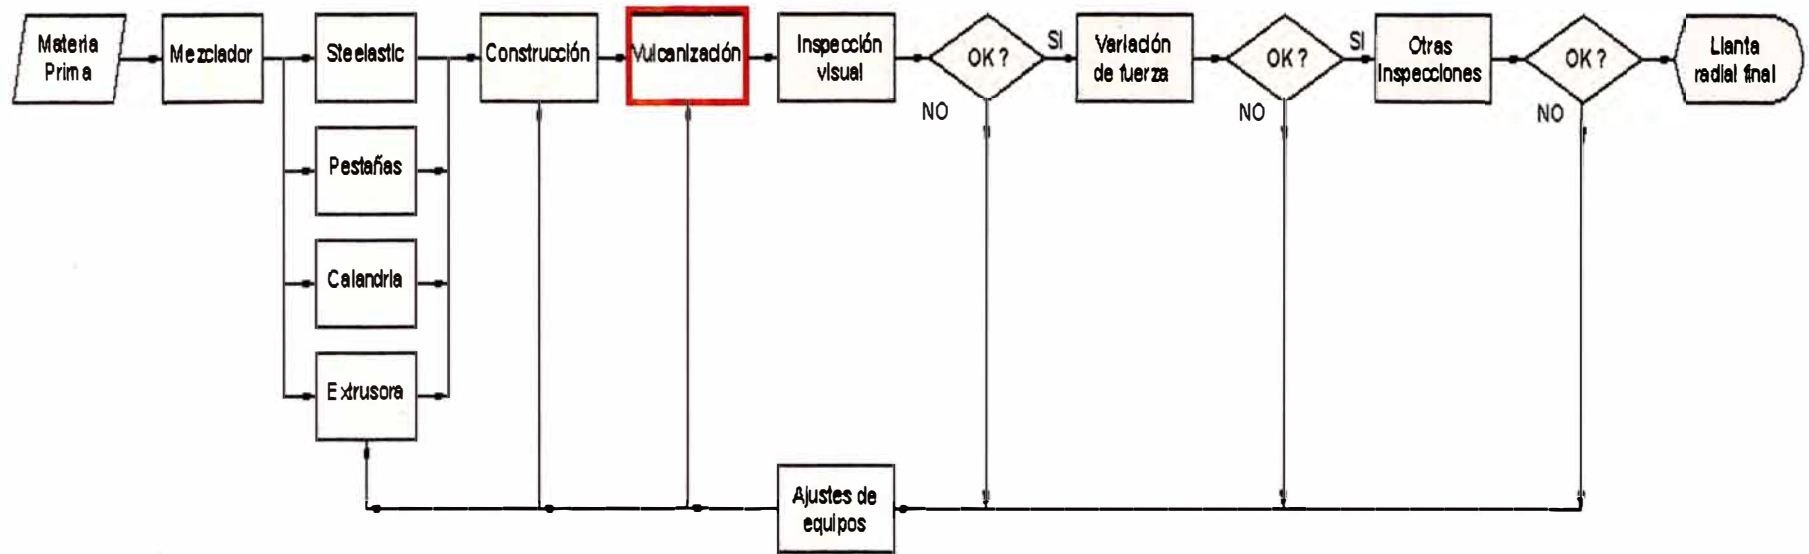 Materia
Prima
Mezclador
Steelastic
Pestañas
Calandria
Extrusora
Construcción
Vulcanización
Inspección
visual
OK ?
SI
NO
Variación
de fuerza
OK ?
SI
NO
Otras
inspecciones
OK ?
NO
Llanta
radial final
Ajustes de
equipos